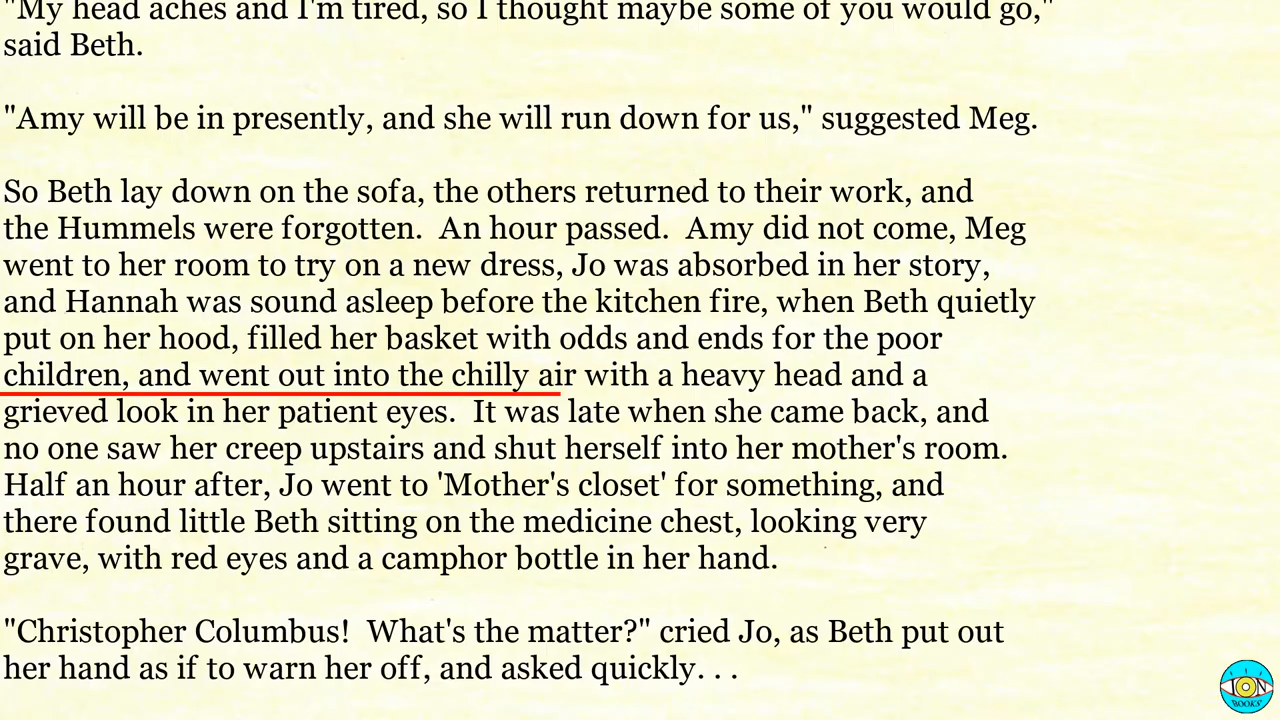 "My head aches and I'm tired, so I thought maybe some of you would go,"
said Beth.
"Amy will be in presently, and she will run down for us," suggested Meg.
So Beth lay down on the sofa, the others returned to their work, and
the Hummels were forgotten.  An hour passed.  Amy did not come, Meg
went to her room to try on a new dress, Jo was absorbed in her story,
and Hannah was sound asleep before the kitchen fire, when Beth quietly
put on her hood, filled her basket with odds and ends for the poor
children, and went out into the chilly air with a heavy head and a
grieved look in her patient eyes.  It was late when she came back, and
no one saw her creep upstairs and shut herself into her mother's room.
Half an hour after, Jo went to 'Mother's closet' for something, and
there found little Beth sitting on the medicine chest, looking very
grave, with red eyes and a camphor bottle in her hand.
"Christopher Columbus!  What's the matter?" cried Jo, as Beth put out
her hand as if to warn her off, and asked quickly. . .
ION
BOOKS